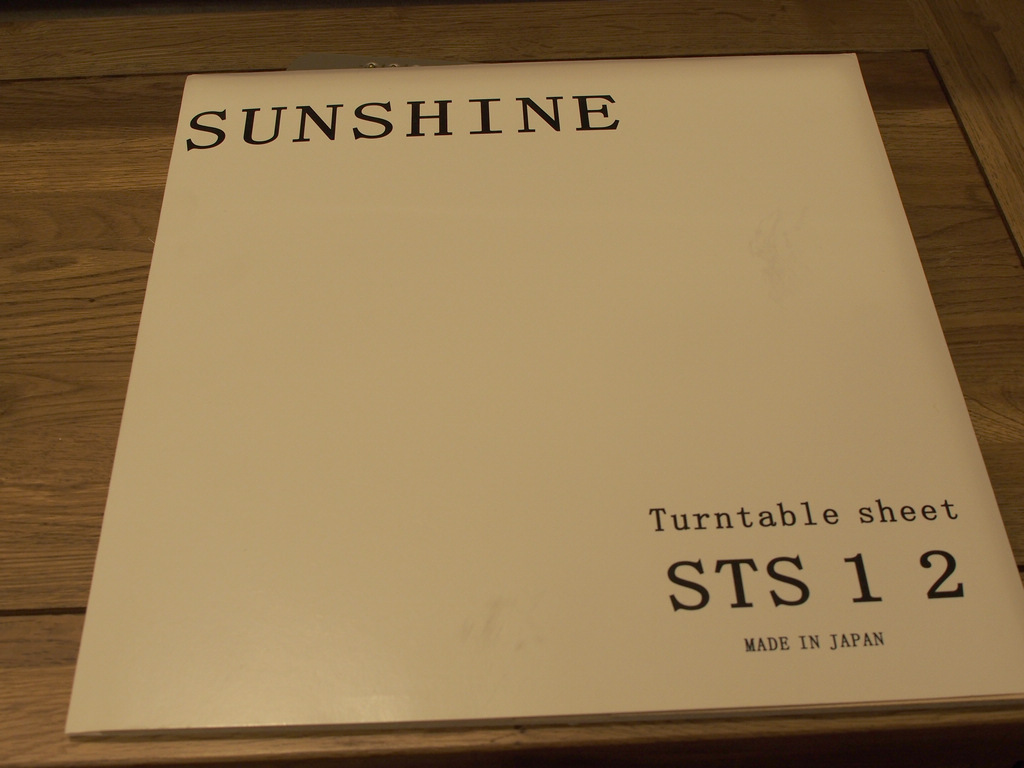 SUNSHINE
Turntable sheet
STS 1 2
MADE IN JAPAN